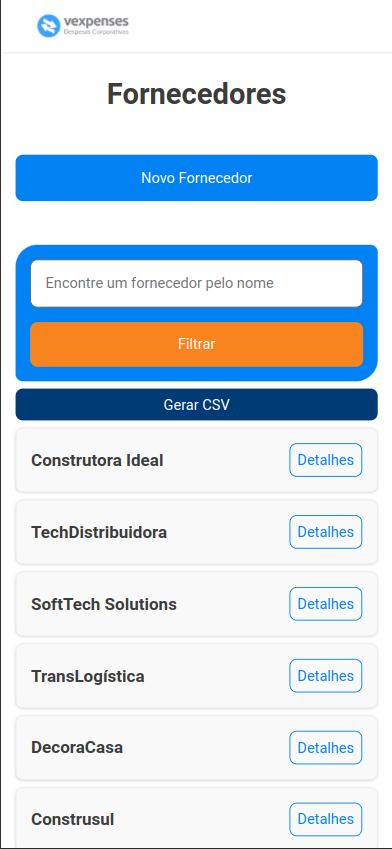 vexpenses
Despesas Corporativas
Fornecedores
Novo Fornecedor
Encontre um fornecedor pelo nome
Filtrar
Gerar CSV
Construtora Ideal
Detalhes
TechDistribuidora
Detalhes
SoftTech Solutions
Detalhes
TransLogística
Detalhes
DecoraCasa
Detalhes
Construsul
Detalhes